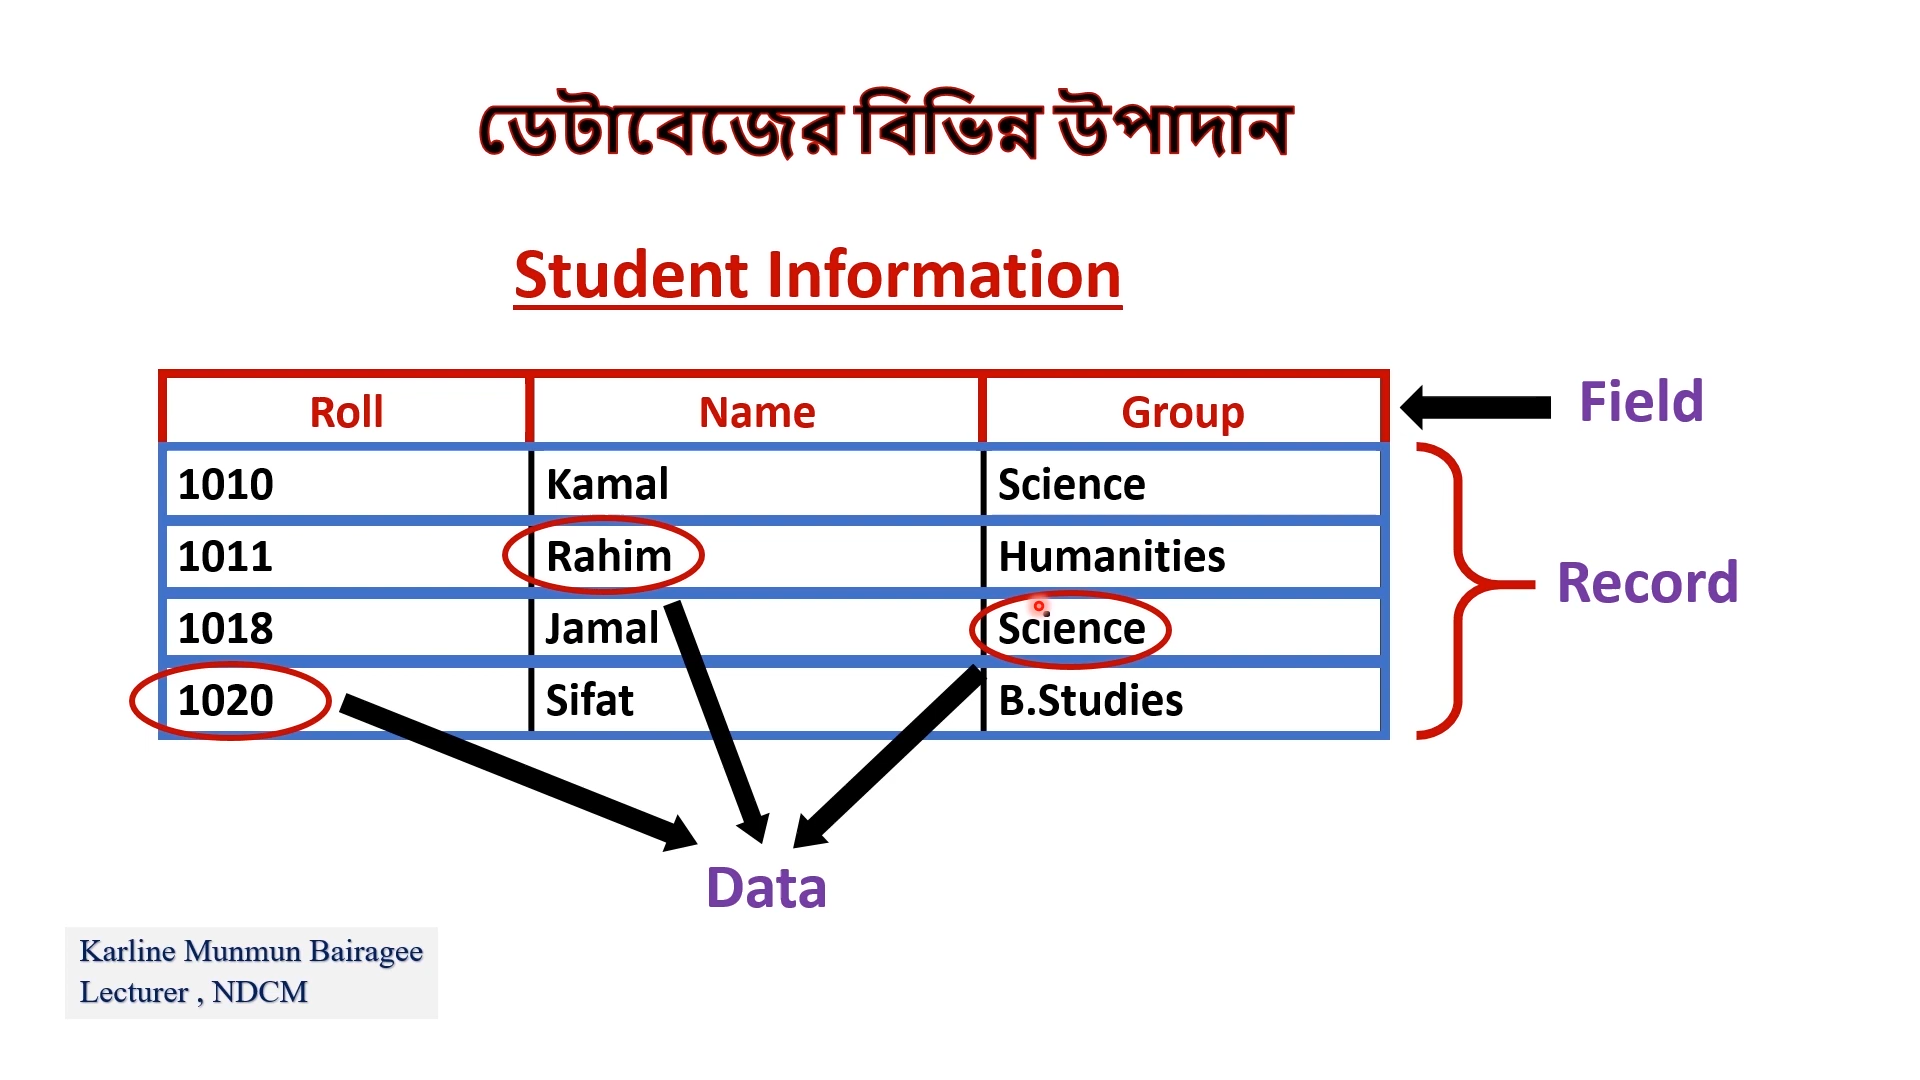 ডেটাবেজের বিভিন্ন উপাদান
Student Information
Roll Name Group
Field
1010 Kamal Science
1011 Rahim Humanities
Record
1018 Jamal Science
1020 Sifat B.Studies
Data
Karline Munmun Bairagee
Lecturer , NDCM